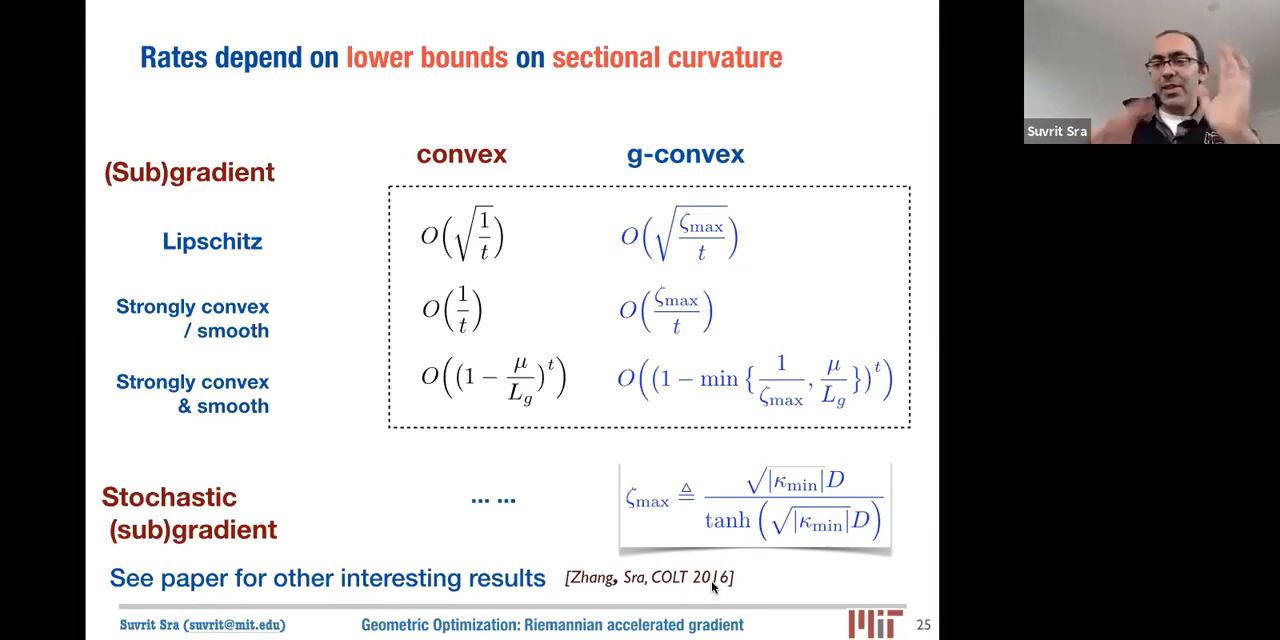 Rates depend on lower bounds on sectional curvature
Suvrit Sra
convex g-convex
(Sub)gradient
Lipschitz O(√(1/t)) O(√(ζmax/t))
Strongly convex / smooth O(1/t) O(ζmax/t)
Strongly convex & smooth O((1 − μ/Lg)^t) O((1 − min{1/ζmax, μ/Lg})^t)
Stochastic (sub)gradient ... ... ζmax ≜ √|κmin|D / tanh(√|κmin|D)
See paper for other interesting results [Zhang, Sra, COLT 2016]
Suvrit Sra (suvrit@mit.edu) Geometric Optimization: Riemannian accelerated gradient MIT 25